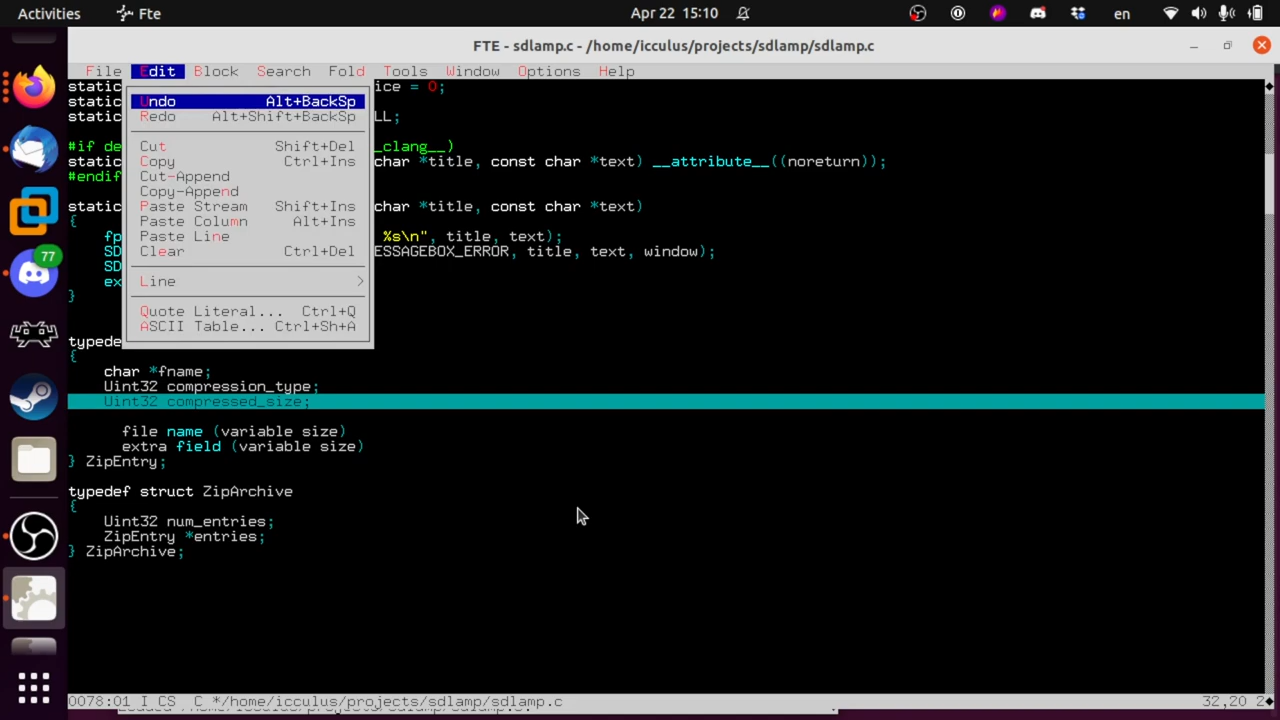 Activities Fte Apr 22 15:10 en
FTE - sdlamp.c - /home/icculus/projects/sdlamp/sdlamp.c
File Edit Block Search Fold Tools Window Options Help
static ice = 0;
Undo Alt+BackSp
static
Redo Alt+Shift+BackSp
static LL;
Cut Shift+Del
#if de _clang__)
Copy Ctrl+Ins
static char *title, const char *text) __attribute__((noreturn));
Cut-Append
#endif
Copy-Append
Paste Stream Shift+Ins
static char *title, const char *text)
Paste Column Alt+Ins
{
Paste Line
fp %s\n", title, text);
Clear Ctrl+Del
SD ESSAGEBOX_ERROR, title, text, window);
SD
Line >
ex
}
Quote Literal... Ctrl+Q
ASCII Table... Ctrl+Sh+A
typede
{
char *fname;
Uint32 compression_type;
Uint32 compressed_size;
file name (variable size)
extra field (variable size)
} ZipEntry;
typedef struct ZipArchive
{
Uint32 num_entries;
ZipEntry *entries;
} ZipArchive;
77
0078:01 I CS C */home/icculus/projects/sdlamp/sdlamp.c 32,20 2